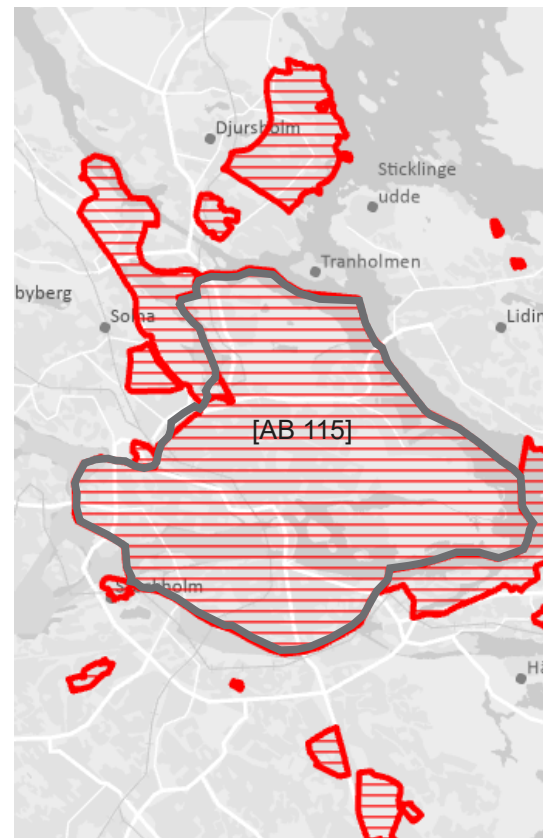 Djursholm
Sticklinge
udde
Tranholmen
byberg
Solna
Lidin
[AB 115]
Stockholm
Hä